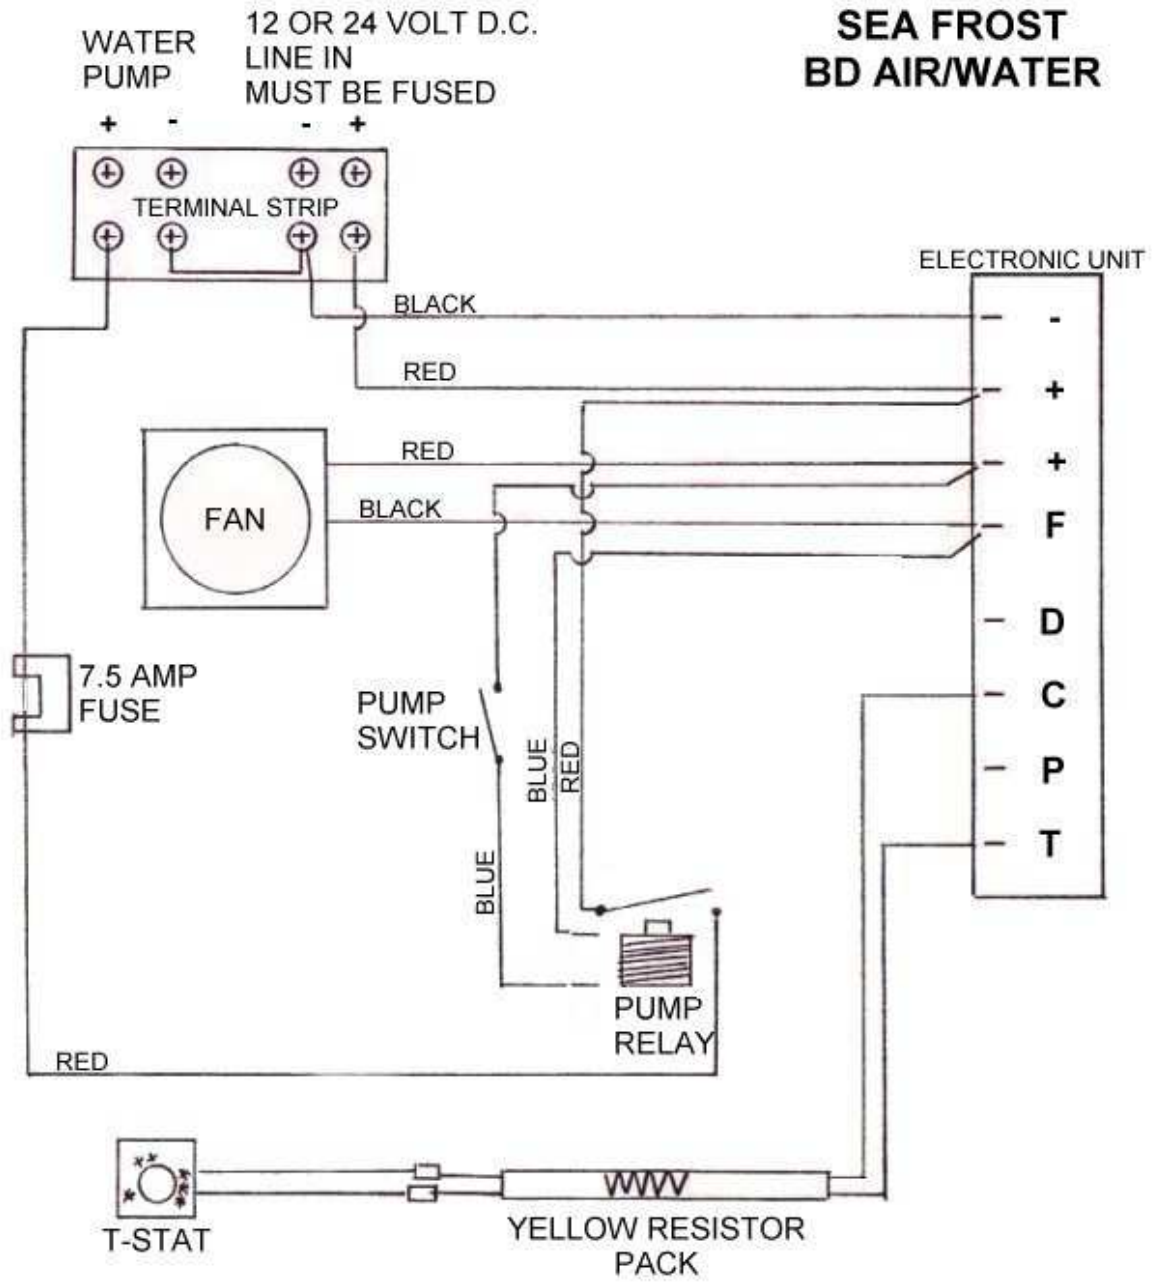 SEA FROST
BD AIR/WATER
12 OR 24 VOLT D.C.
LINE IN
MUST BE FUSED
WATER
PUMP
+ - - +
TERMINAL STRIP
ELECTRONIC UNIT
BLACK
-
RED
+
RED
+
BLACK
F
FAN
D
7.5 AMP
FUSE
PUMP
SWITCH
C
BLUE
RED
P
T
BLUE
PUMP
RELAY
RED
T-STAT
YELLOW RESISTOR
PACK